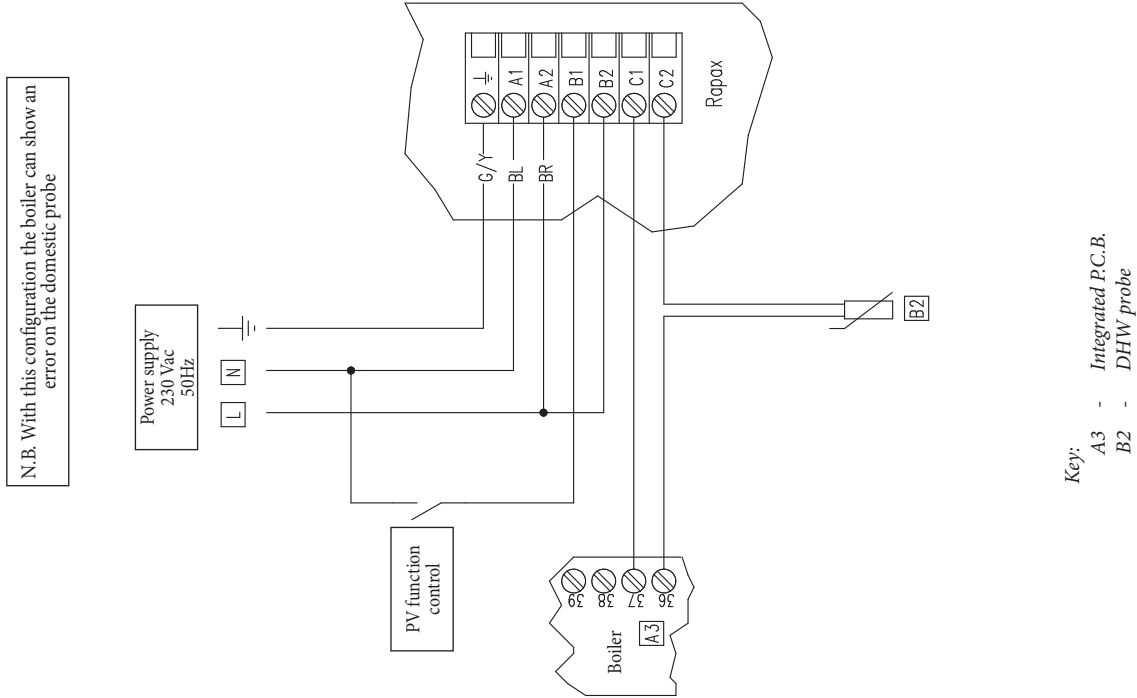 N.B. With this configuration the boiler can show an
error on the domestic probe
Power supply
230 Vac
50Hz
L
N
PV function
control
G/Y
BL
BR
A1
A2
B1
B2
C1
C2
Rapax
39
38
37
36
Boiler
A3
B2
Key:
A3 - Integrated P.C.B.
B2 - DHW probe